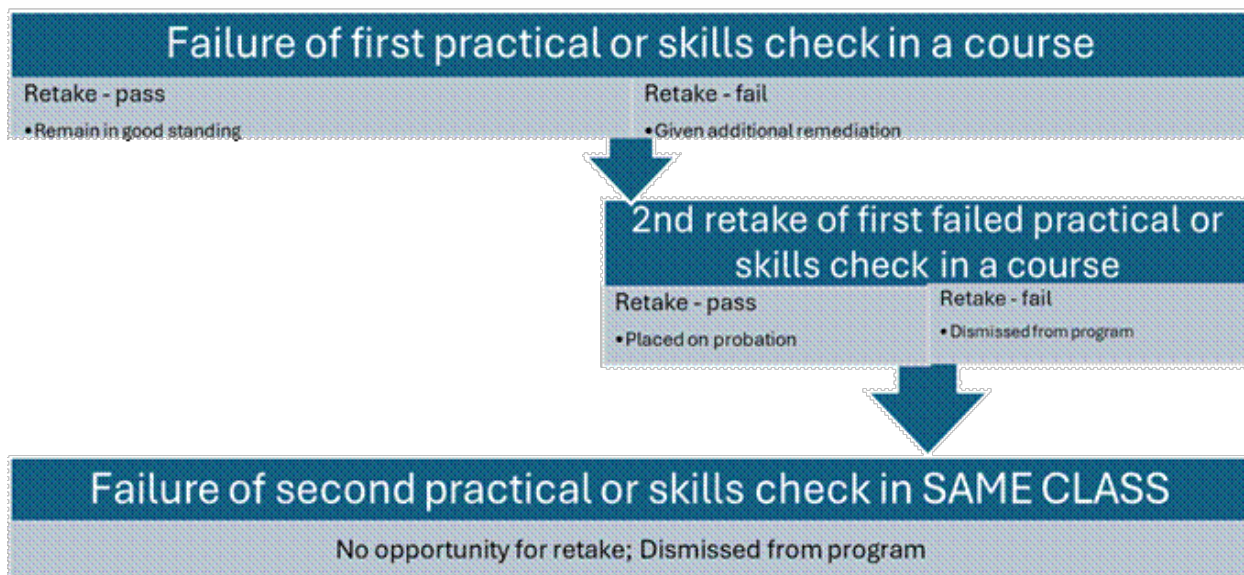 Failure of first practical or skills check in a course
Retake - pass
•Remain in good standing
Retake - fail
•Given additional remediation
2nd retake of first failed practical or
skills check in a course
Retake - pass
•Placed on probation
Retake - fail
•Dismissed from program
Failure of second practical or skills check in SAME CLASS
No opportunity for retake; Dismissed from program